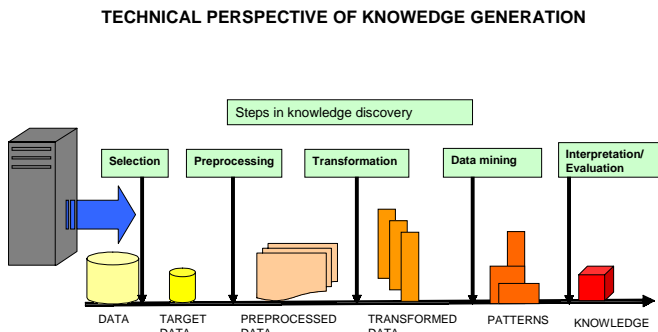 TECHNICAL PERSPECTIVE OF KNOWEDGE GENERATION
Steps in knowledge discovery
Selection
Preprocessing
Transformation
Data mining
Interpretation/
Evaluation
DATA
TARGET
DATA
PREPROCESSED
DATA
TRANSFORMED
DATA
PATTERNS
KNOWLEDGE